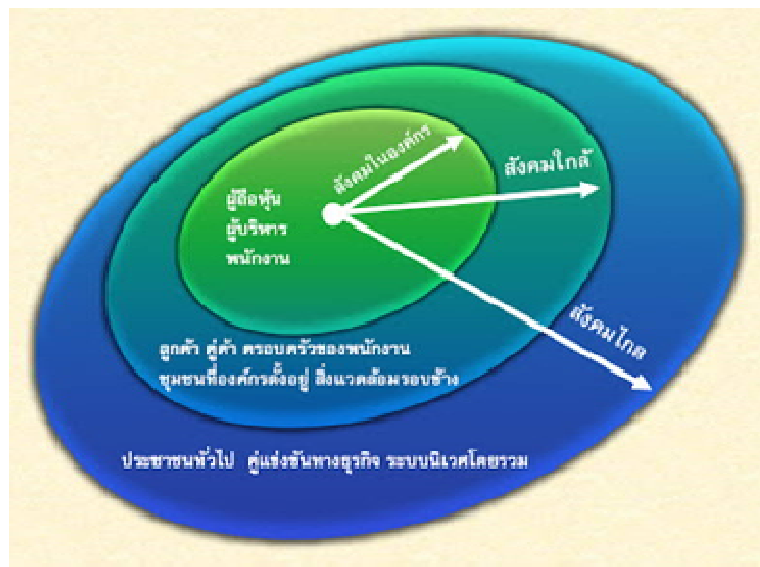 สังคมในองค์กร
สังคมใกล้
ผู้ถือหุ้น
ผู้บริหาร
พนักงาน
สังคมไกล
ลูกค้า คู่ค้า ครอบครัวของพนักงาน
ชุมชนที่องค์กรตั้งอยู่ สิ่งแวดล้อมรอบข้าง
ประชาชนทั่วไป คู่แข่งขันทางธุรกิจ ระบบนิเวศโดยรวม